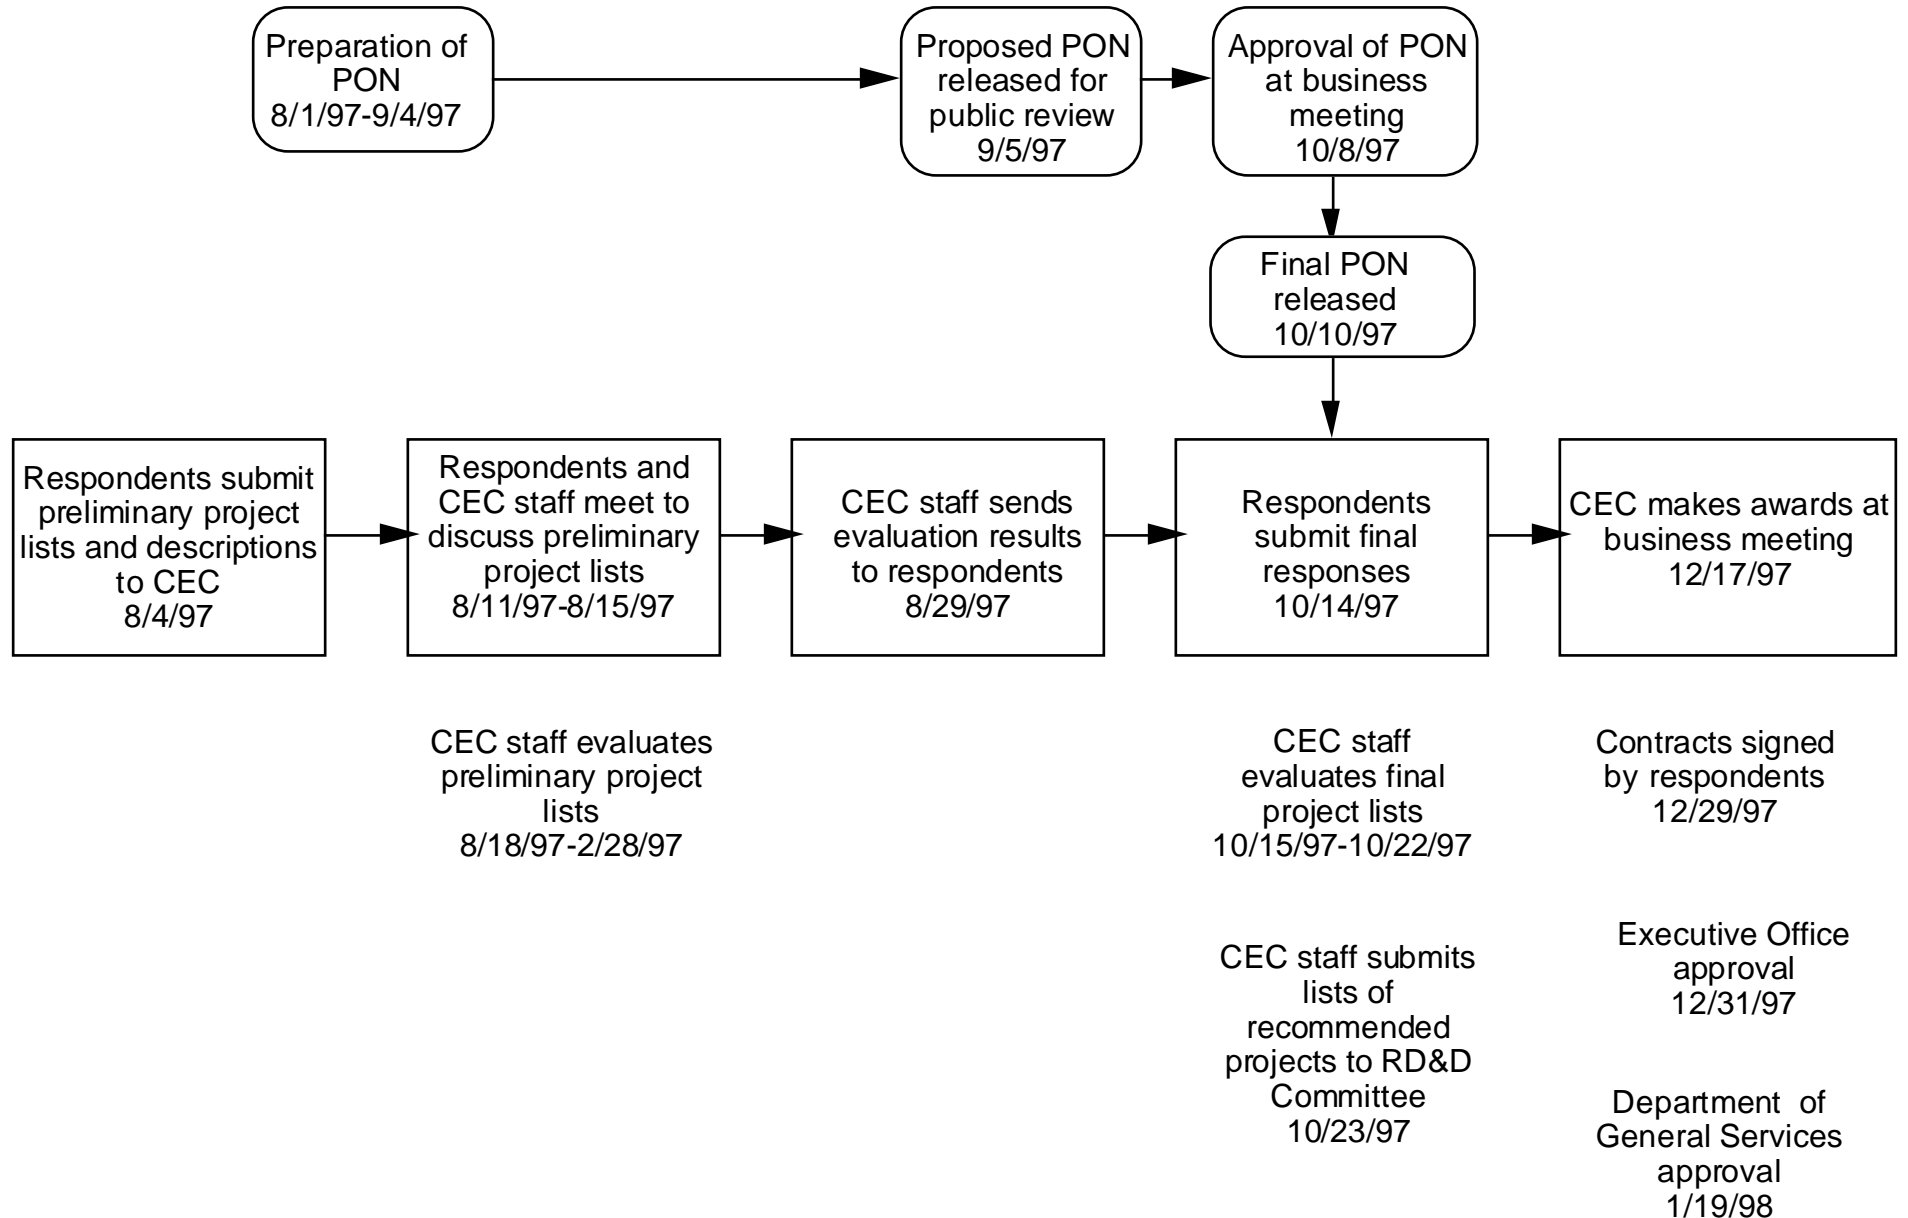 Preparation of
PON
8/1/97-9/4/97
Proposed PON
released for
public review
9/5/97
Approval of PON
at business
meeting
10/8/97
Final PON
released
10/10/97
Respondents submit
preliminary project
lists and descriptions
to CEC
8/4/97
Respondents and
CEC staff meet to
discuss preliminary
project lists
8/11/97-8/15/97
CEC staff sends
evaluation results
to respondents
8/29/97
Respondents
submit final
responses
10/14/97
CEC makes awards at
business meeting
12/17/97
CEC staff evaluates
preliminary project
lists
8/18/97-2/28/97
CEC staff
evaluates final
project lists
10/15/97-10/22/97
Contracts signed
by respondents
12/29/97
CEC staff submits
lists of
recommended
projects to RD&D
Committee
10/23/97
Executive Office
approval
12/31/97
Department of
General Services
approval
1/19/98